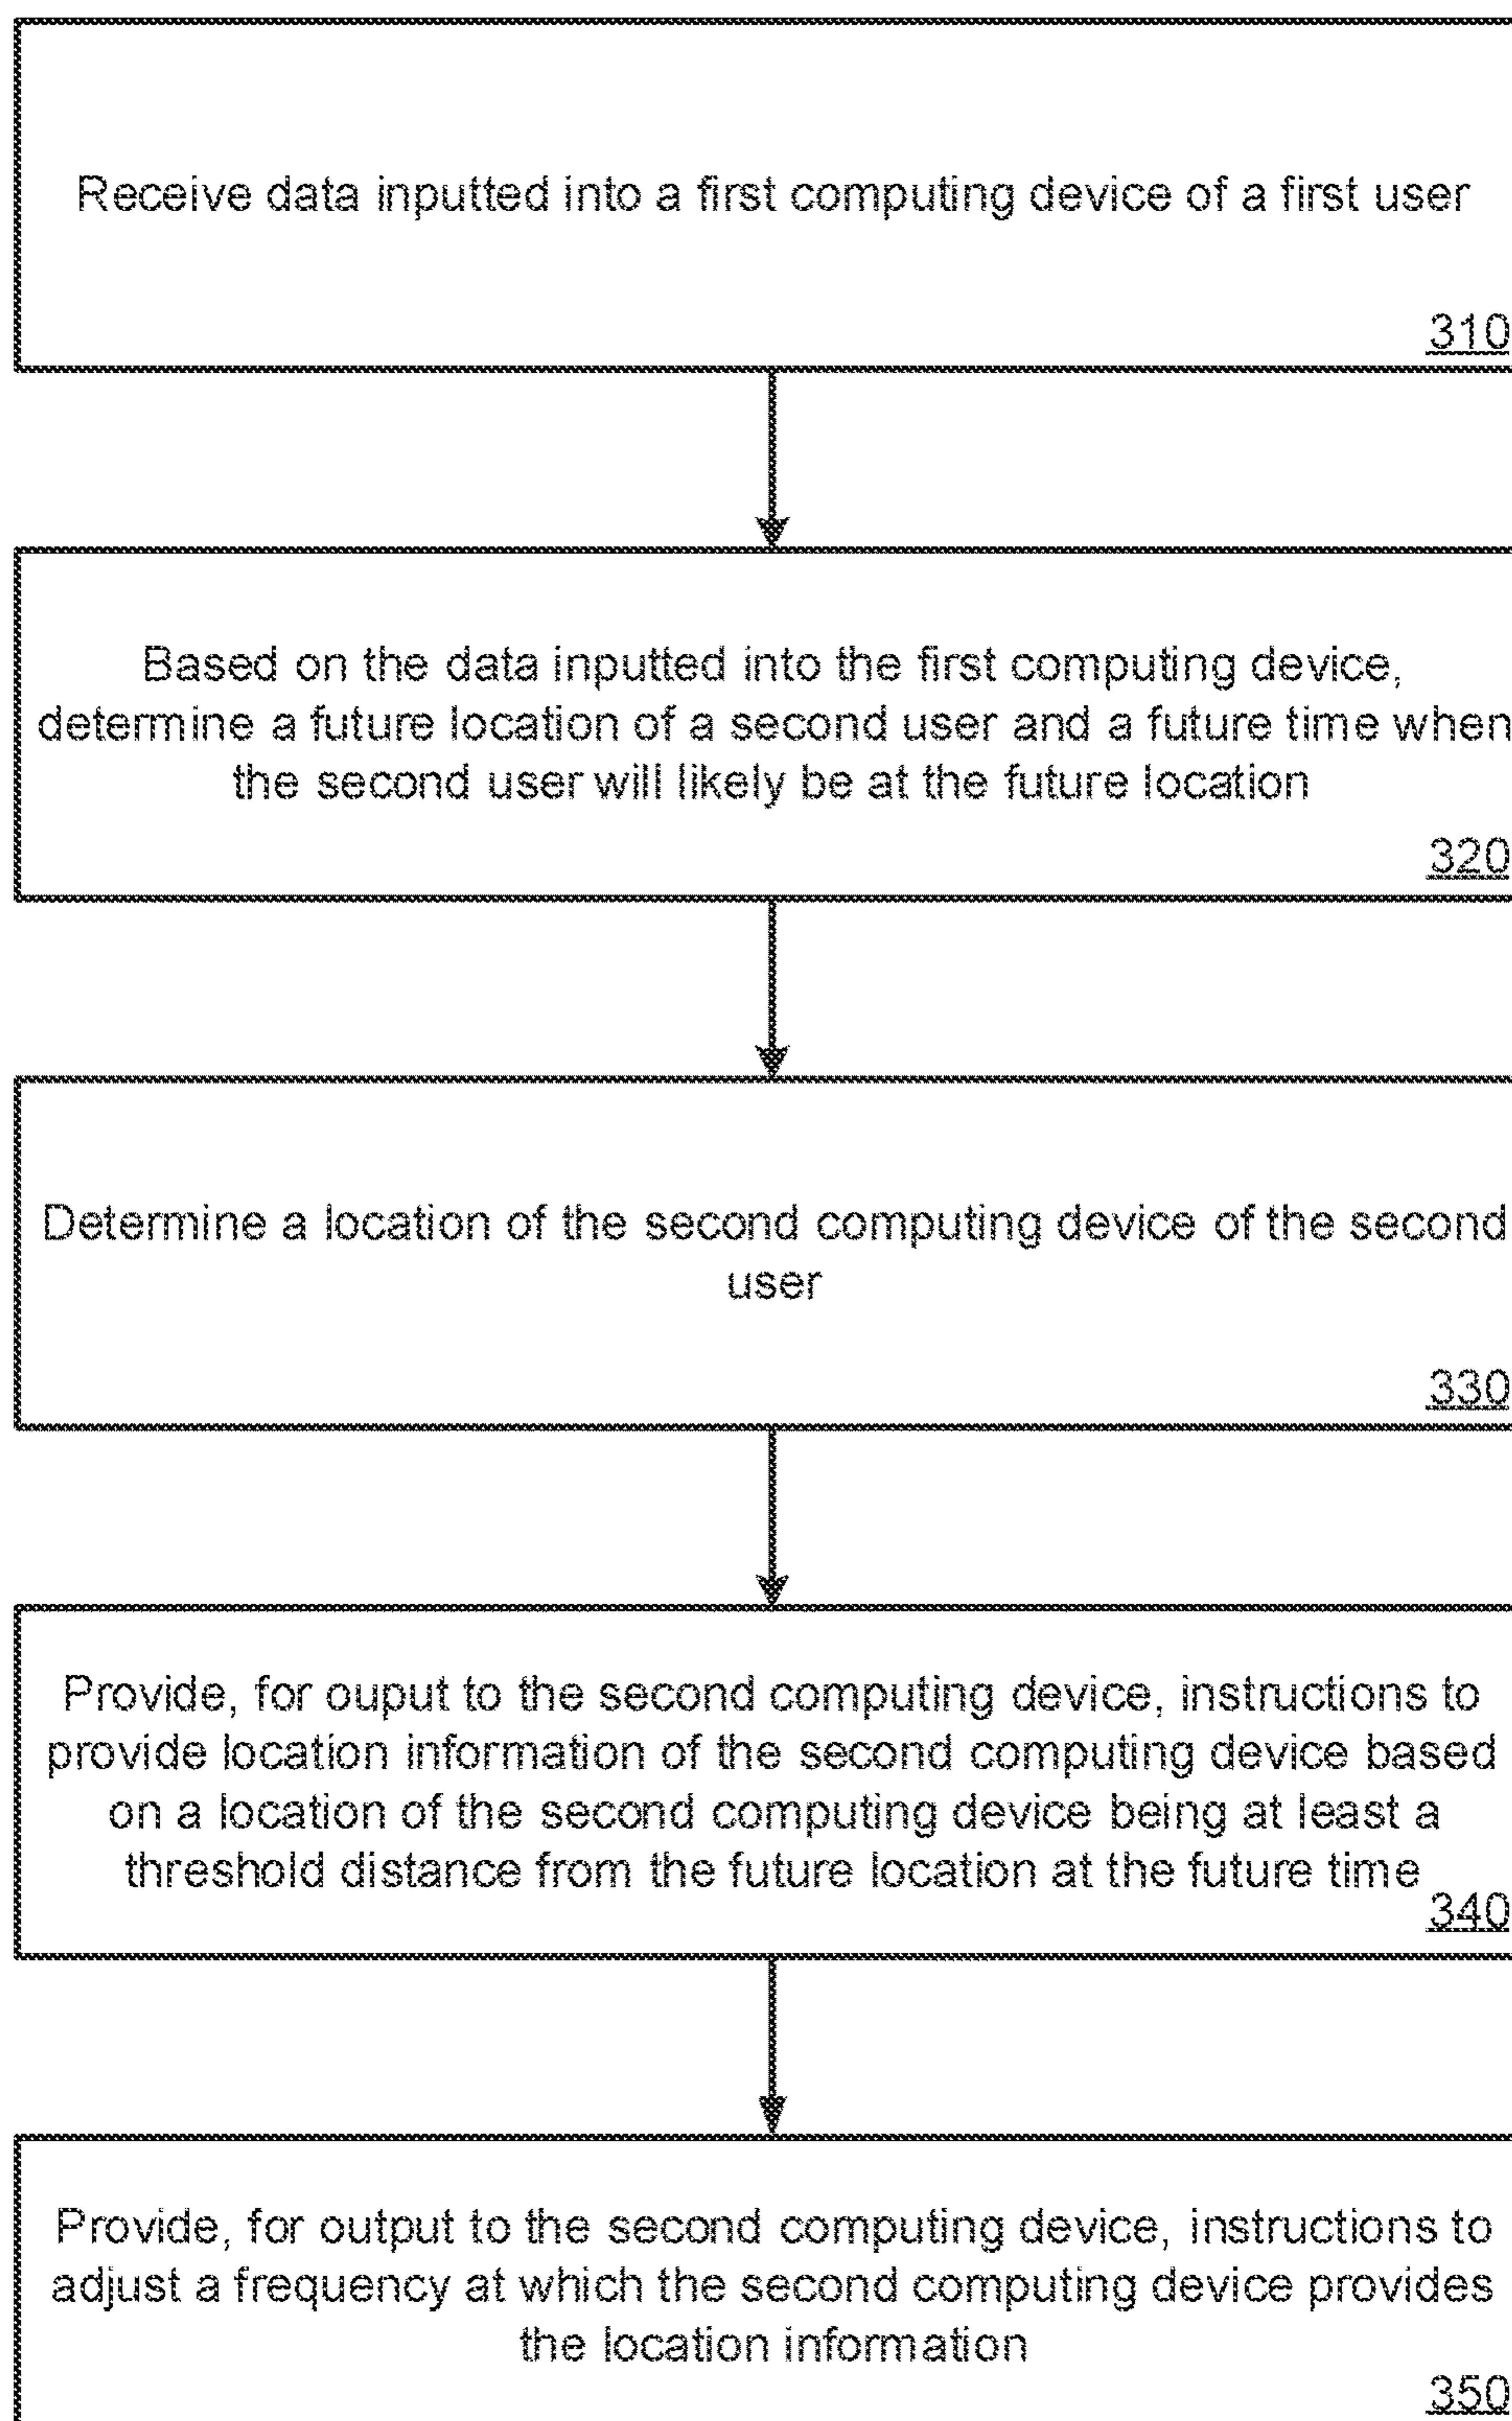 Receive data inputted into a first computing device of a first user
310
Based on the data inputted into the first computing device,
determine a future location of a second user and a future time when
the second user will likely be at the future location
320
Determine a location of the second computing device of the second
user
330
Provide, for ouput to the second computing device, instructions to
provide location information of the second computing device based
on a location of the second computing device being at least a
threshold distance from the future location at the future time
340
Provide, for output to the second computing device, instructions to
adjust a frequency at which the second computing device provides
the location information
350